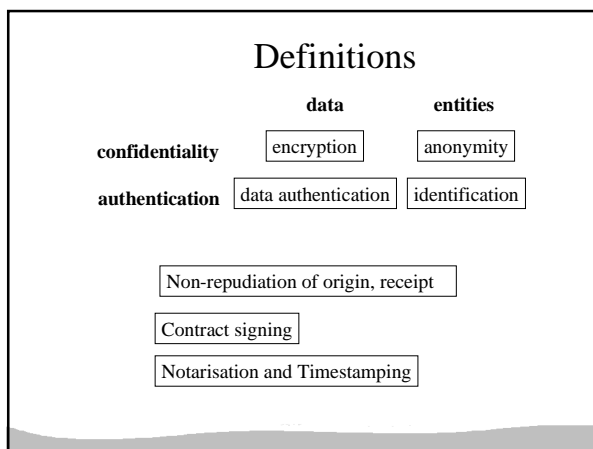 Definitions
data entities
confidentiality encryption anonymity
authentication data authentication identification
Non-repudiation of origin, receipt
Contract signing
Notarisation and Timestamping